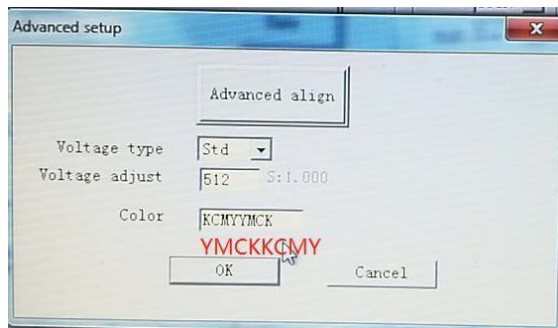 Advanced setup
Advanced align
Voltage type Std
Voltage adjust 512 S:1.000
Color KCMYYMCK
YMCKKCMY
OK Cancel